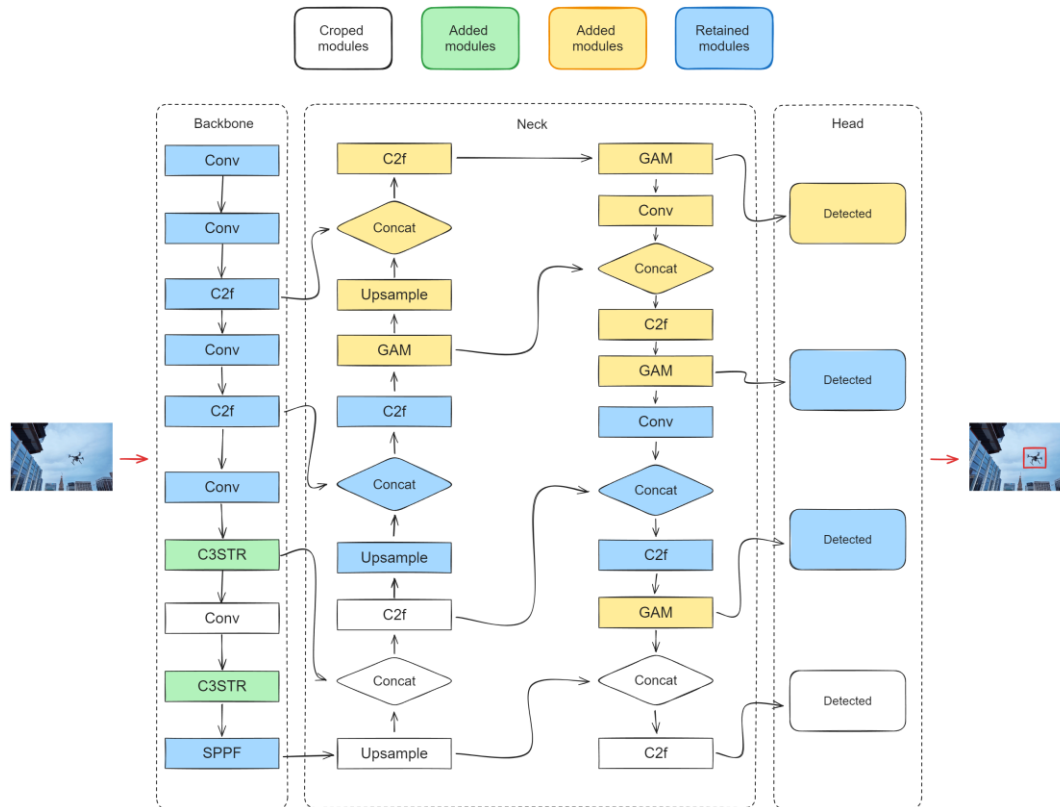 Croped
modules
Added
modules
Added
modules
Retained
modules
Backbone
Conv
Conv
C2f
Conv
C2f
Conv
C3STR
Conv
C3STR
SPPF
Neck
C2f
Concat
Upsample
GAM
C2f
Concat
Upsample
C2f
Concat
Upsample
GAM
Conv
Concat
C2f
GAM
Conv
Concat
C2f
GAM
Concat
C2f
Head
Detected
Detected
Detected
Detected